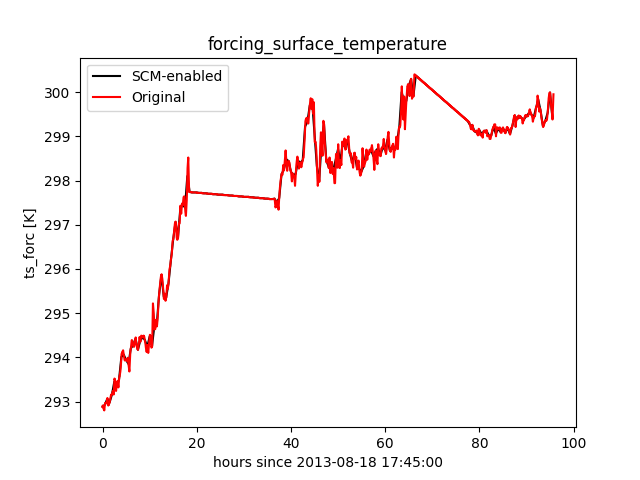 forcing_surface_temperature
SCM-enabled
Original
ts_forc [K]
300
299
298
297
296
295
294
293
0 20 40 60 80 100
hours since 2013-08-18 17:45:00